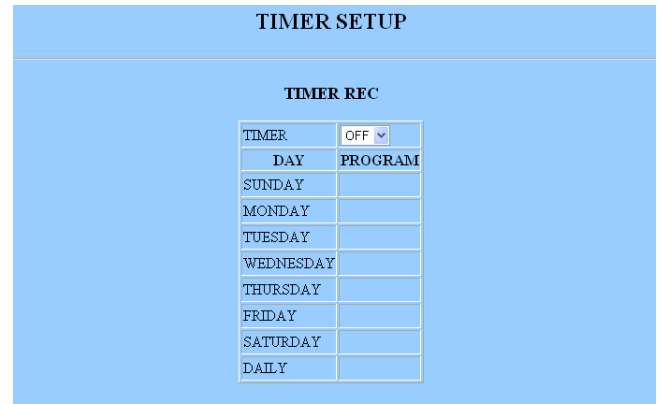 TIMER SETUP
TIMER REC
TIMER OFF
DAY PROGRAM
SUNDAY
MONDAY
TUESDAY
WEDNESDAY
THURSDAY
FRIDAY
SATURDAY
DAILY